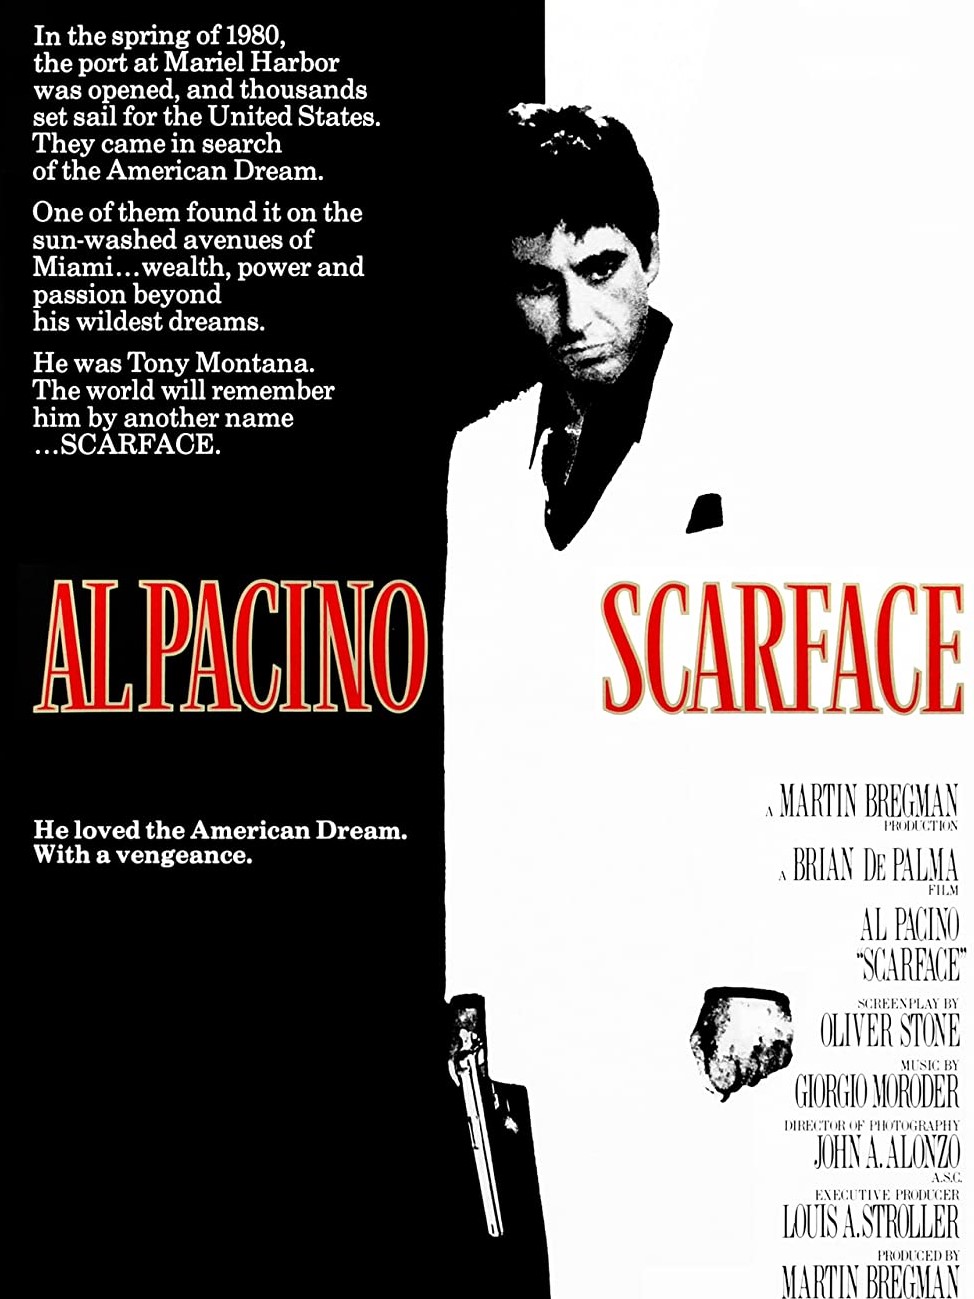 In the spring of 1980,
the port at Mariel Harbor
was opened, and thousands
set sail for the United States.
They came in search
of the American Dream.
One of them found it on the
sun-washed avenues of
Miami...wealth, power and
passion beyond
his wildest dreams.
He was Tony Montana.
The world will remember
him by another name
...SCARFACE.
AL PACINO
SCARFACE
He loved the American Dream.
With a vengeance.
A MARTIN BREGMAN
PRODUCTION
A BRIAN DE PALMA
FILM
AL PACINO
"SCARFACE"
SCREENPLAY BY
OLIVER STONE
MUSIC BY
GIORGIO MORODER
DIRECTOR OF PHOTOGRAPHY
JOHN A. ALONZO
A.S.C.
EXECUTIVE PRODUCER
LOUIS A. STROLLER
PRODUCED BY
MARTIN BREGMAN